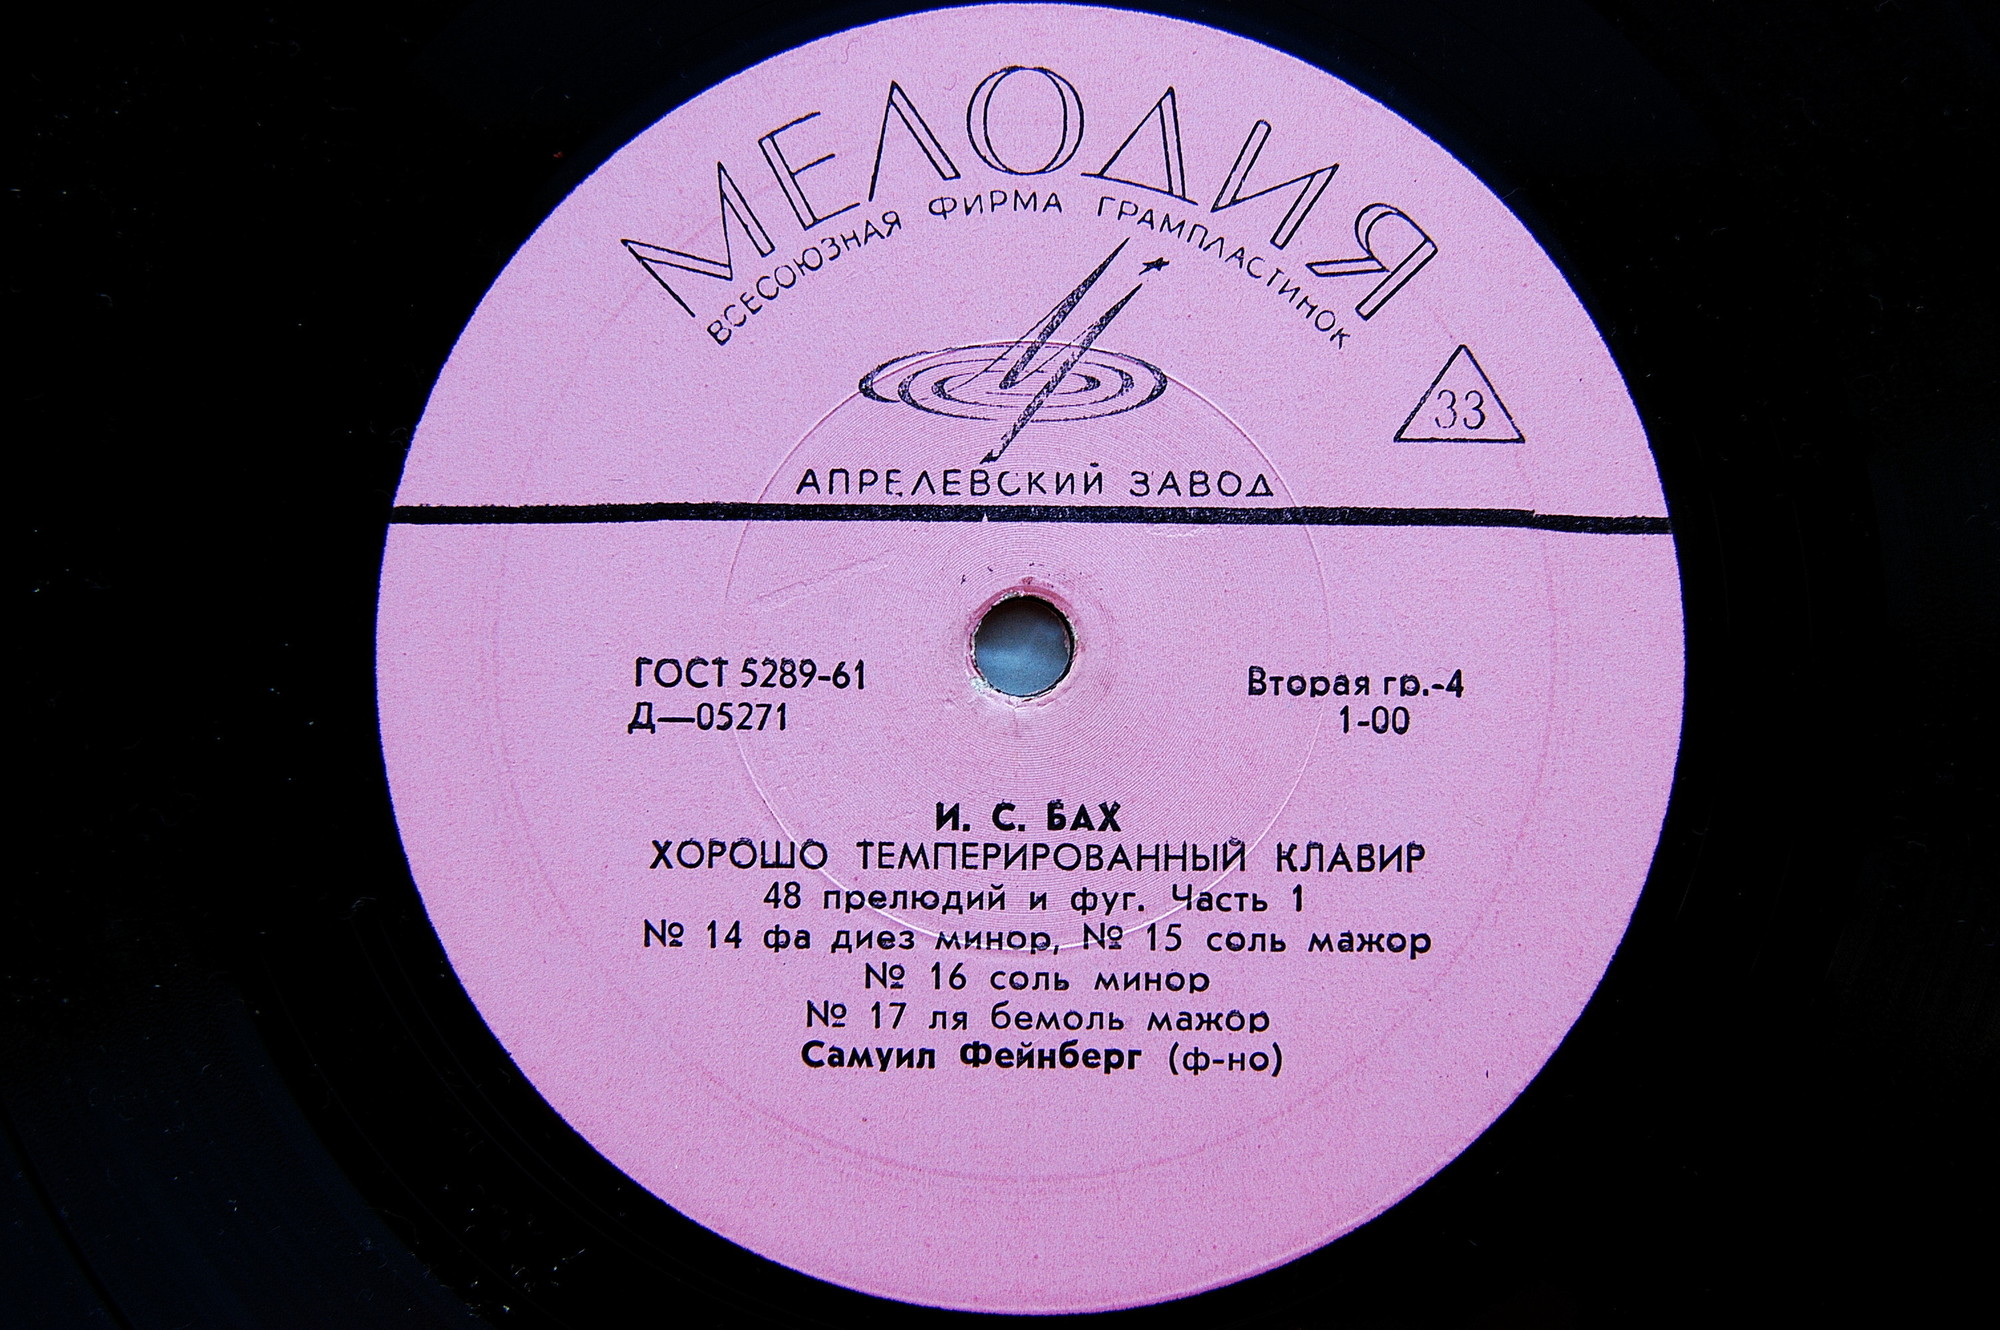 МЕЛОДИЯ
ВСЕСОЮЗНАЯ ФИРМА ГРАМПЛАСТИНОК
33
АПРЕЛЕВСКИЙ ЗАВОД
ГОСТ 5289-61
Д—05271
Вторая гр.-4
1-00
И. С. БАХ
ХОРОШО ТЕМПЕРИРОВАННЫЙ КЛАВИР
48 прелюдий и фуг. Часть 1
№ 14 фа диез минор, № 15 соль мажор
№ 16 соль минор
№ 17 ля бемоль мажор
Самуил Фейнберг (ф-но)